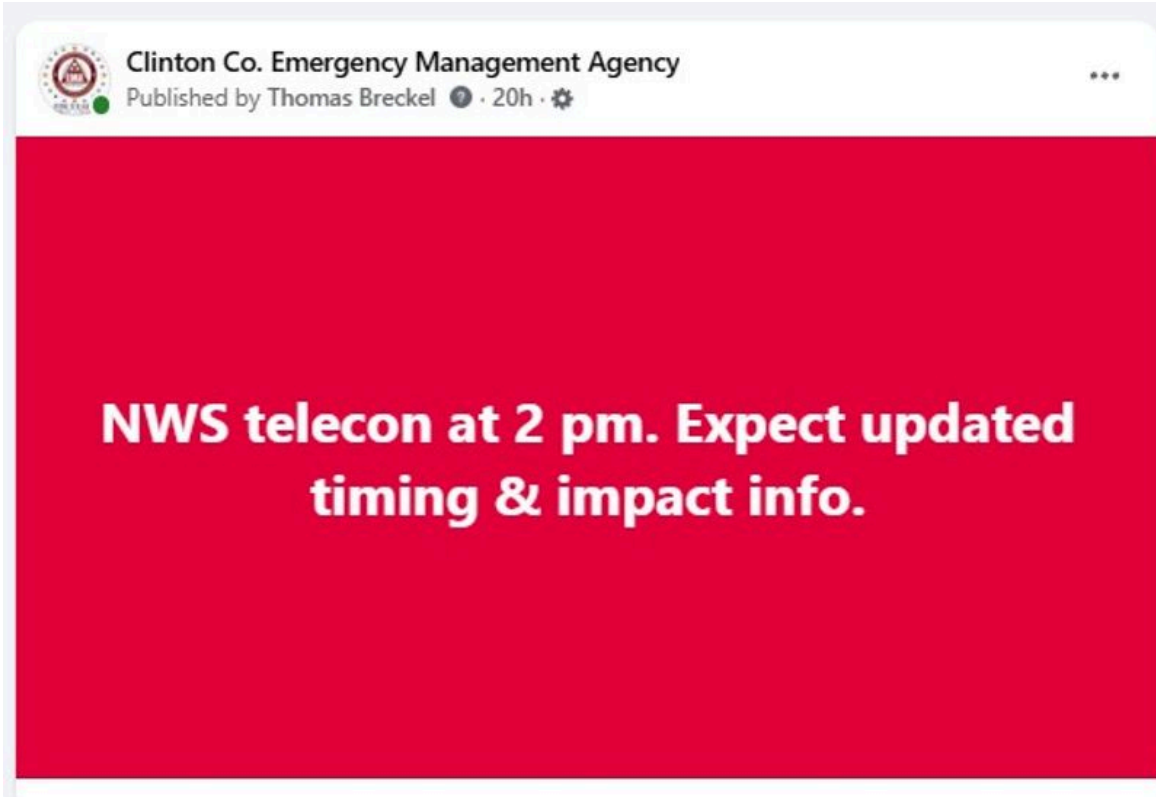 Clinton Co. Emergency Management Agency
Published by Thomas Breckel · 20h ·
NWS telecon at 2 pm. Expect updated
timing & impact info.